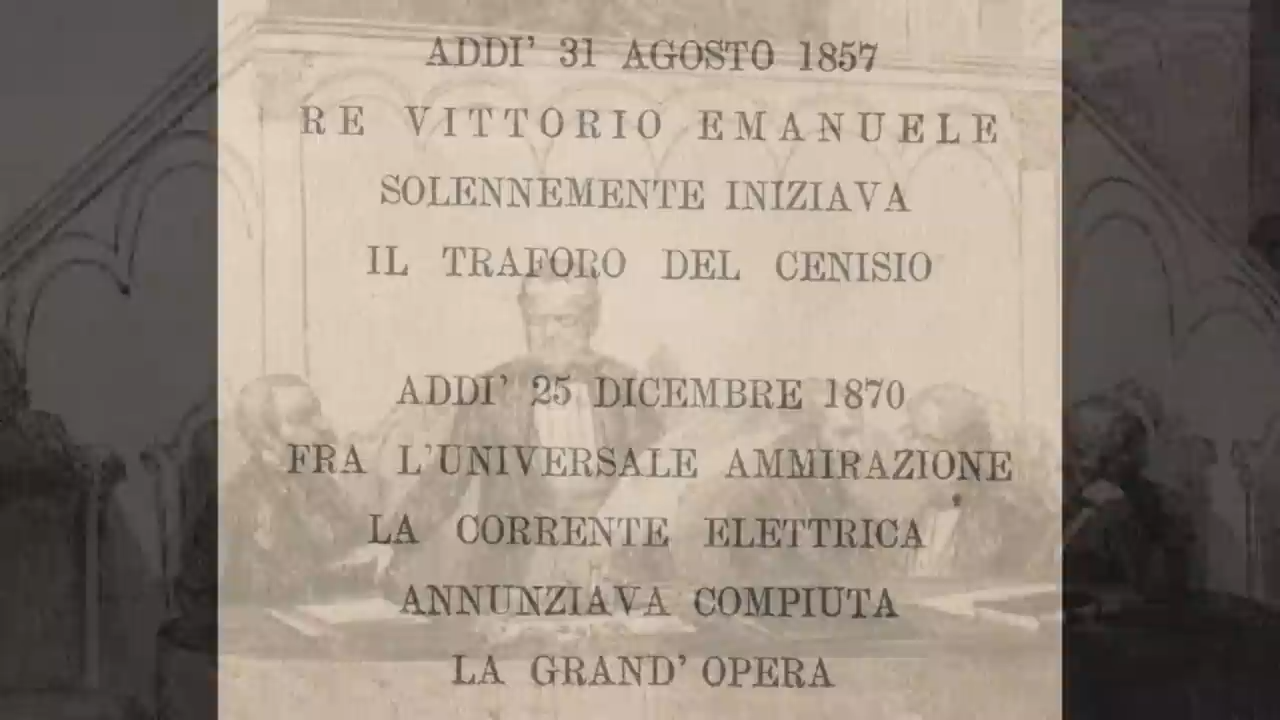 ADDI' 31 AGOSTO 1857
RE VITTORIO EMANUELE
SOLENNEMENTE INIZIAVA
IL TRAFORO DEL CENISIO
ADDI' 25 DICEMBRE 1870
FRA L'UNIVERSALE AMMIRAZIONE
LA CORRENTE ELETTRICA
ANNUNZIAVA COMPIUTA
LA GRAND' OPERA